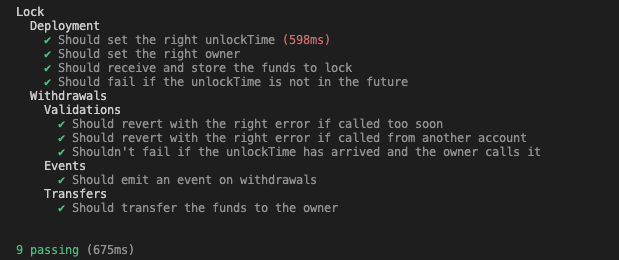 Lock
Deployment
✔ Should set the right unlockTime (598ms)
✔ Should set the right owner
✔ Should receive and store the funds to lock
✔ Should fail if the unlockTime is not in the future
Withdrawals
Validations
✔ Should revert with the right error if called too soon
✔ Should revert with the right error if called from another account
✔ Shouldn't fail if the unlockTime has arrived and the owner calls it
Events
✔ Should emit an event on withdrawals
Transfers
✔ Should transfer the funds to the owner
9 passing (675ms)